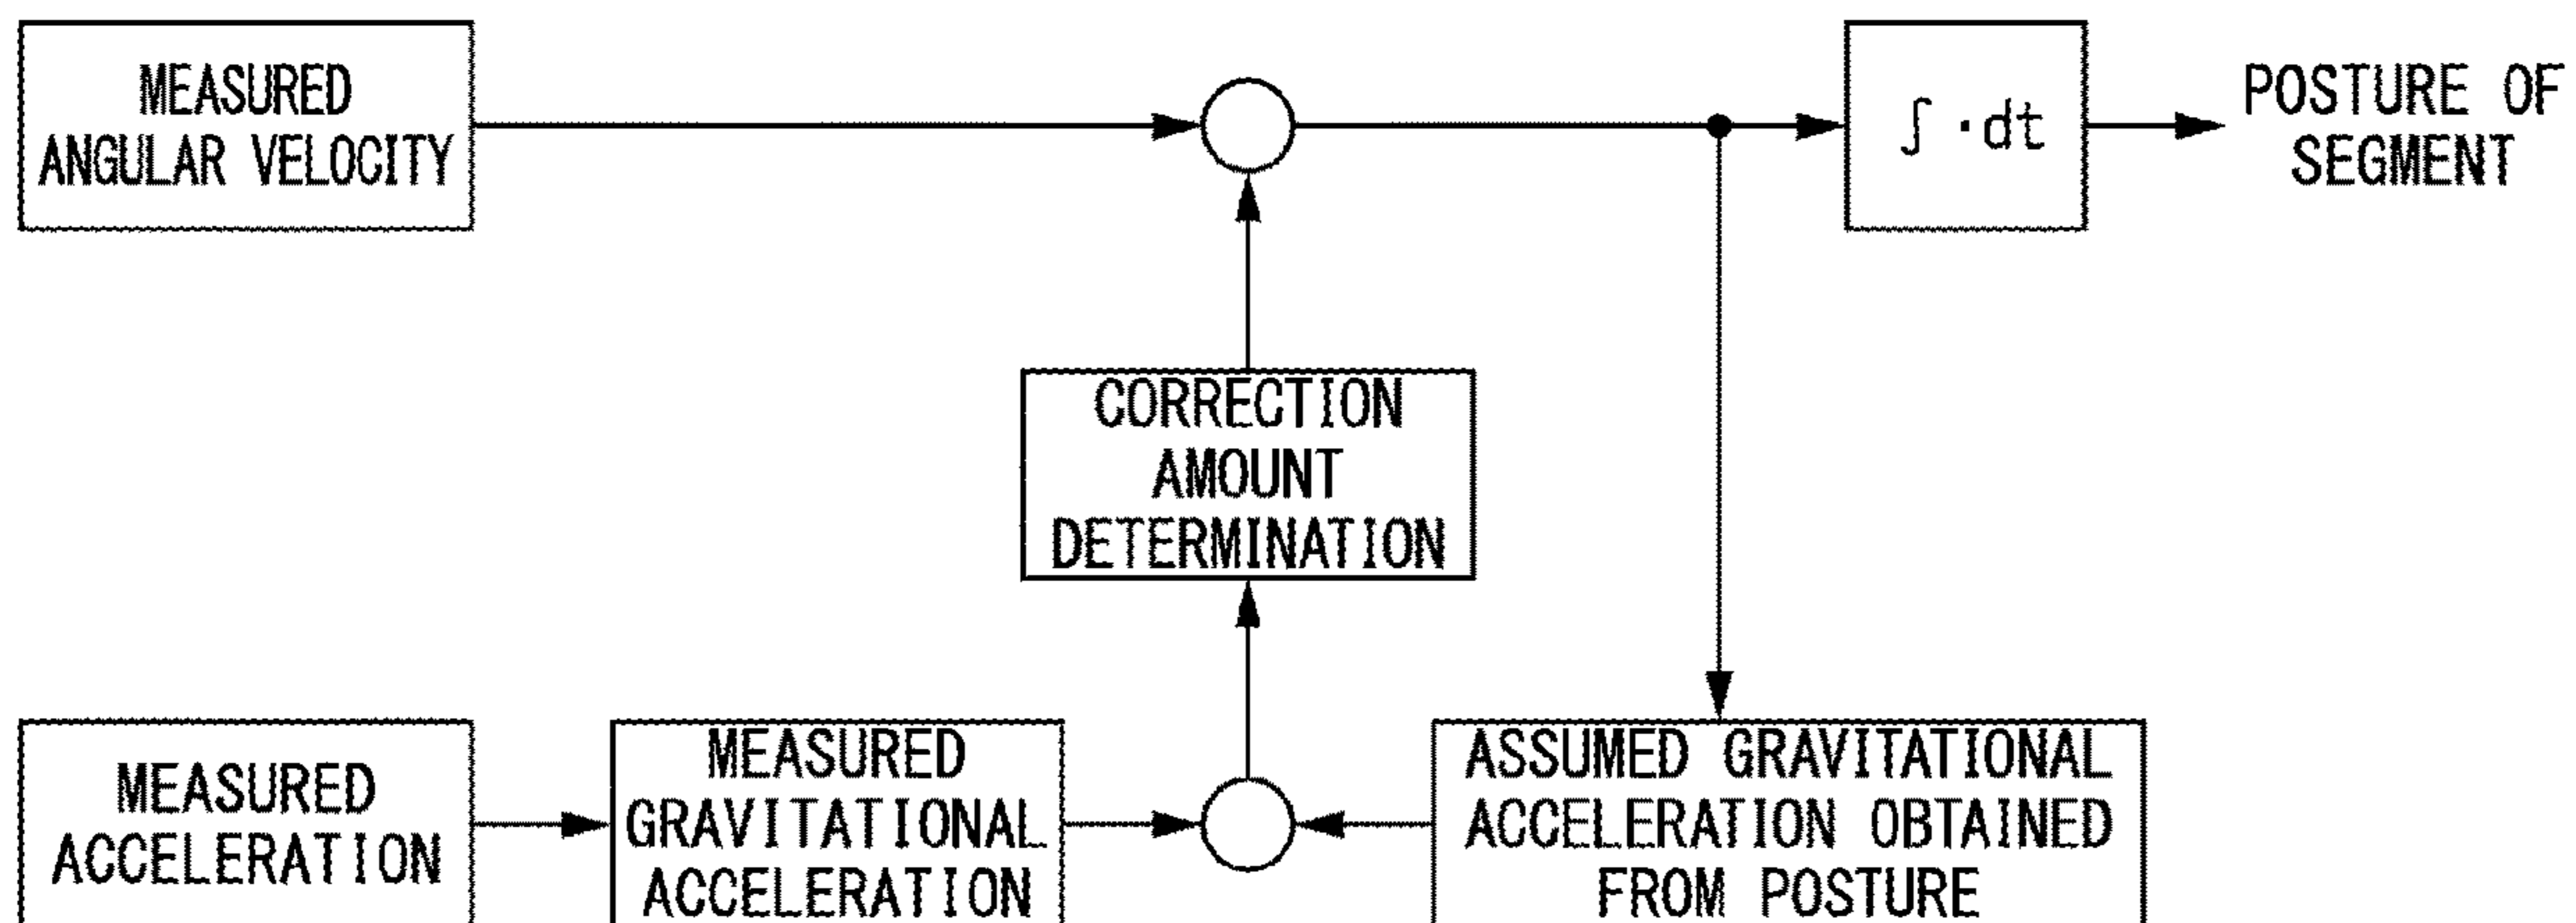 MEASURED
ANGULAR VELOCITY
∫·dt
POSTURE OF
SEGMENT
CORRECTION
AMOUNT
DETERMINATION
MEASURED
ACCELERATION
MEASURED
GRAVITATIONAL
ACCELERATION
ASSUMED GRAVITATIONAL
ACCELERATION OBTAINED
FROM POSTURE